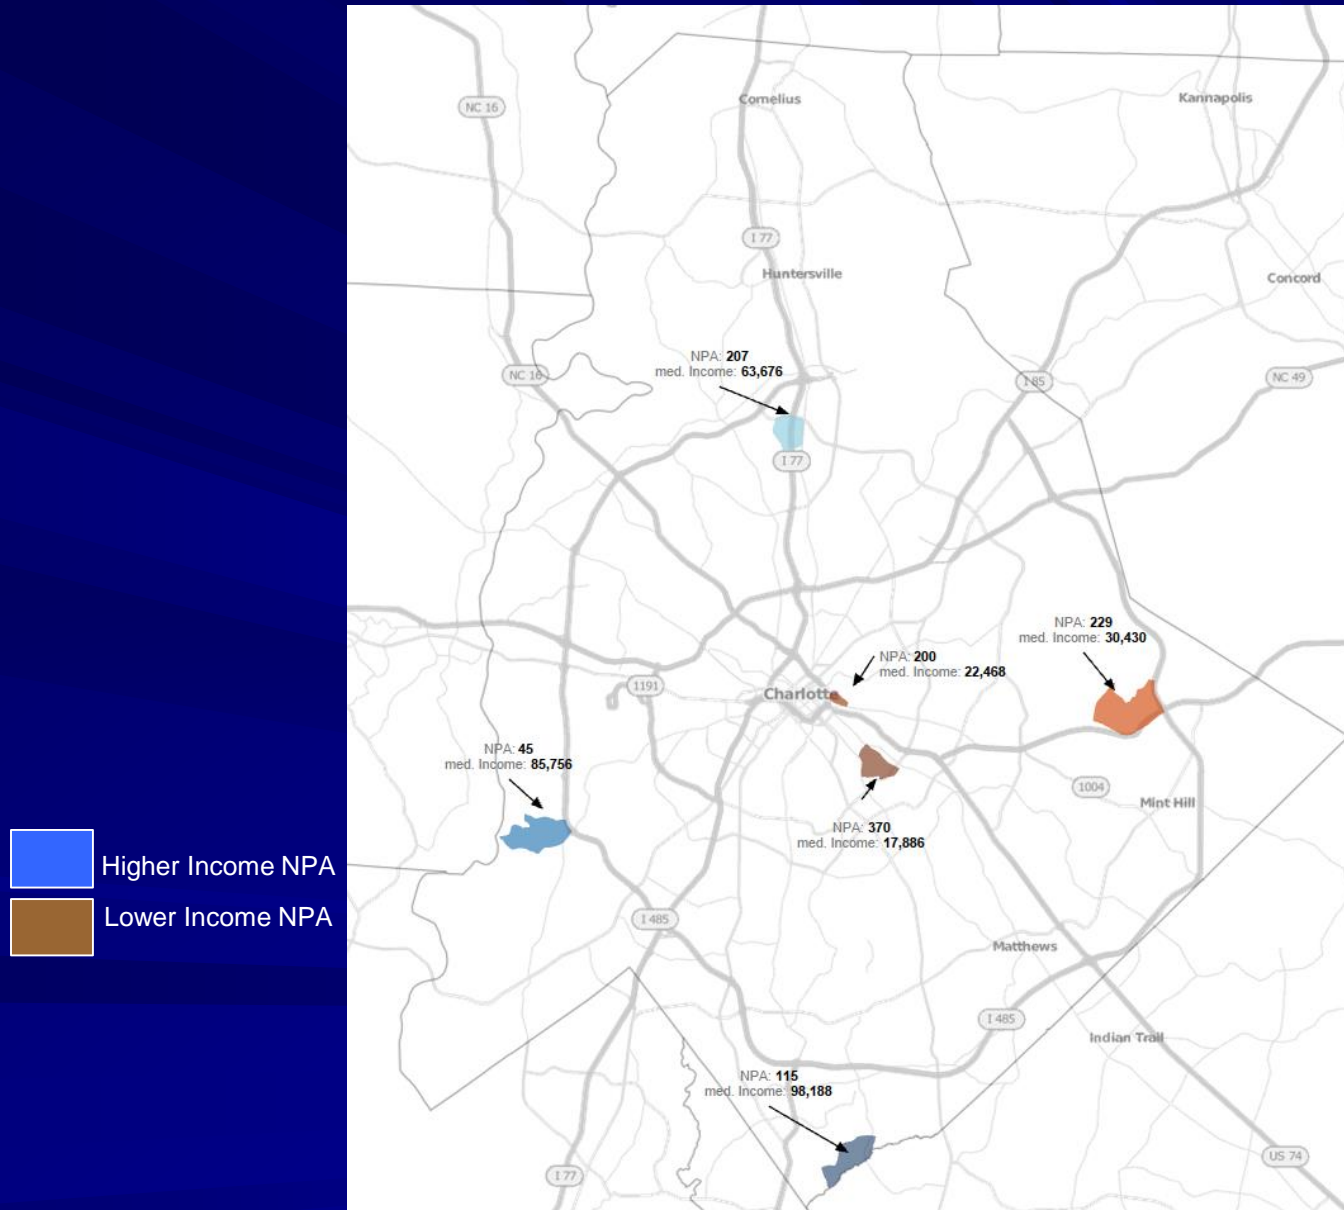 NC 16
Cornelius
Kannapolis
I 77
Huntersville
Concord
NPA: 207
med. Income: 63,676
NC 16
I 85
NC 49
I 77
NPA: 229
med. Income: 30,430
NPA: 200
med. Income: 22,468
1191
Charlotte
NPA: 45
med. Income: 85,756
1004
Mint Hill
NPA: 370
med. Income: 17,886
Higher Income NPA
Lower Income NPA
I 485
Matthews
I 485
Indian Trail
NPA: 115
med. Income: 98,188
I 77
US 74